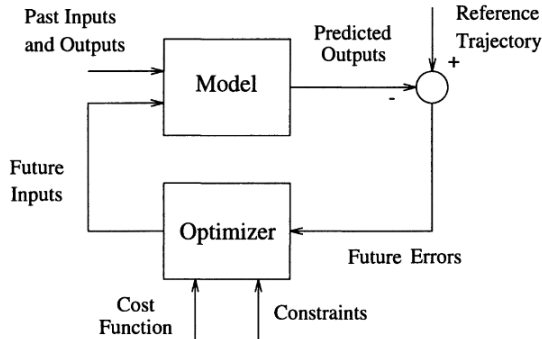 Past Inputs
and Outputs
Model
Predicted
Outputs
Reference
Trajectory
+
-
Future
Inputs
Optimizer
Future Errors
Cost
Function
Constraints